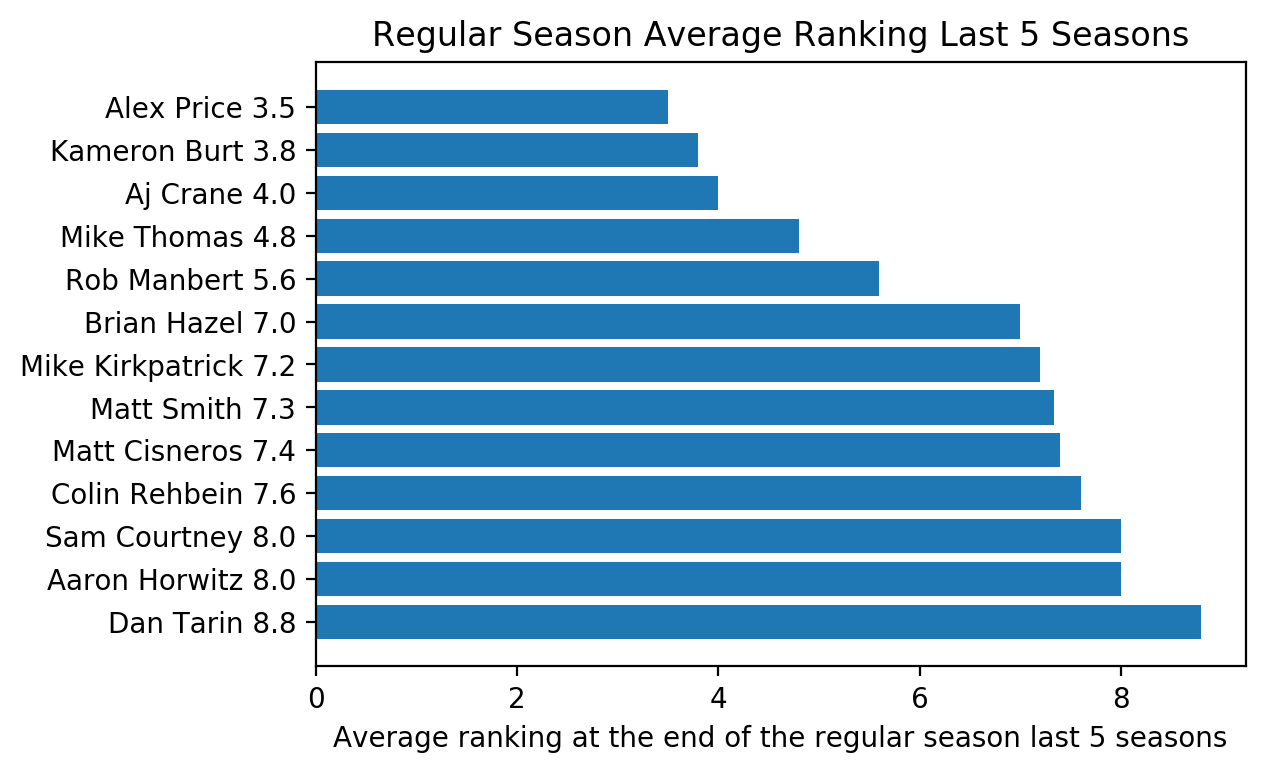 Regular Season Average Ranking Last 5 Seasons
Alex Price 3.5
Kameron Burt 3.8
Aj Crane 4.0
Mike Thomas 4.8
Rob Manbert 5.6
Brian Hazel 7.0
Mike Kirkpatrick 7.2
Matt Smith 7.3
Matt Cisneros 7.4
Colin Rehbein 7.6
Sam Courtney 8.0
Aaron Horwitz 8.0
Dan Tarin 8.8
0 2 4 6 8
Average ranking at the end of the regular season last 5 seasons